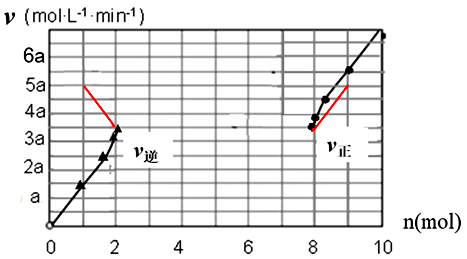 v (mol·L⁻¹·min⁻¹)
6a
5a
4a
3a
2a
a
v逆
v正
0 2 4 6 8 10
n(mol)